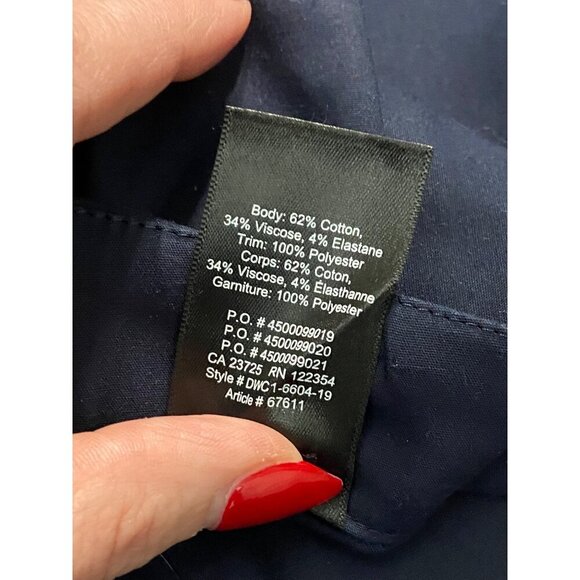 Body: 62% Cotton,
34% Viscose, 4% Elastane
Trim: 100% Polyester
Corps: 62% Coton,
34% Viscose, 4% Élasthanne
Garniture: 100% Polyester
P.O. # 4500099019
P.O. # 4500099020
P.O. # 4500099021
CA 23725 RN 122354
Style # DWC1-6604-19
Article # 67611